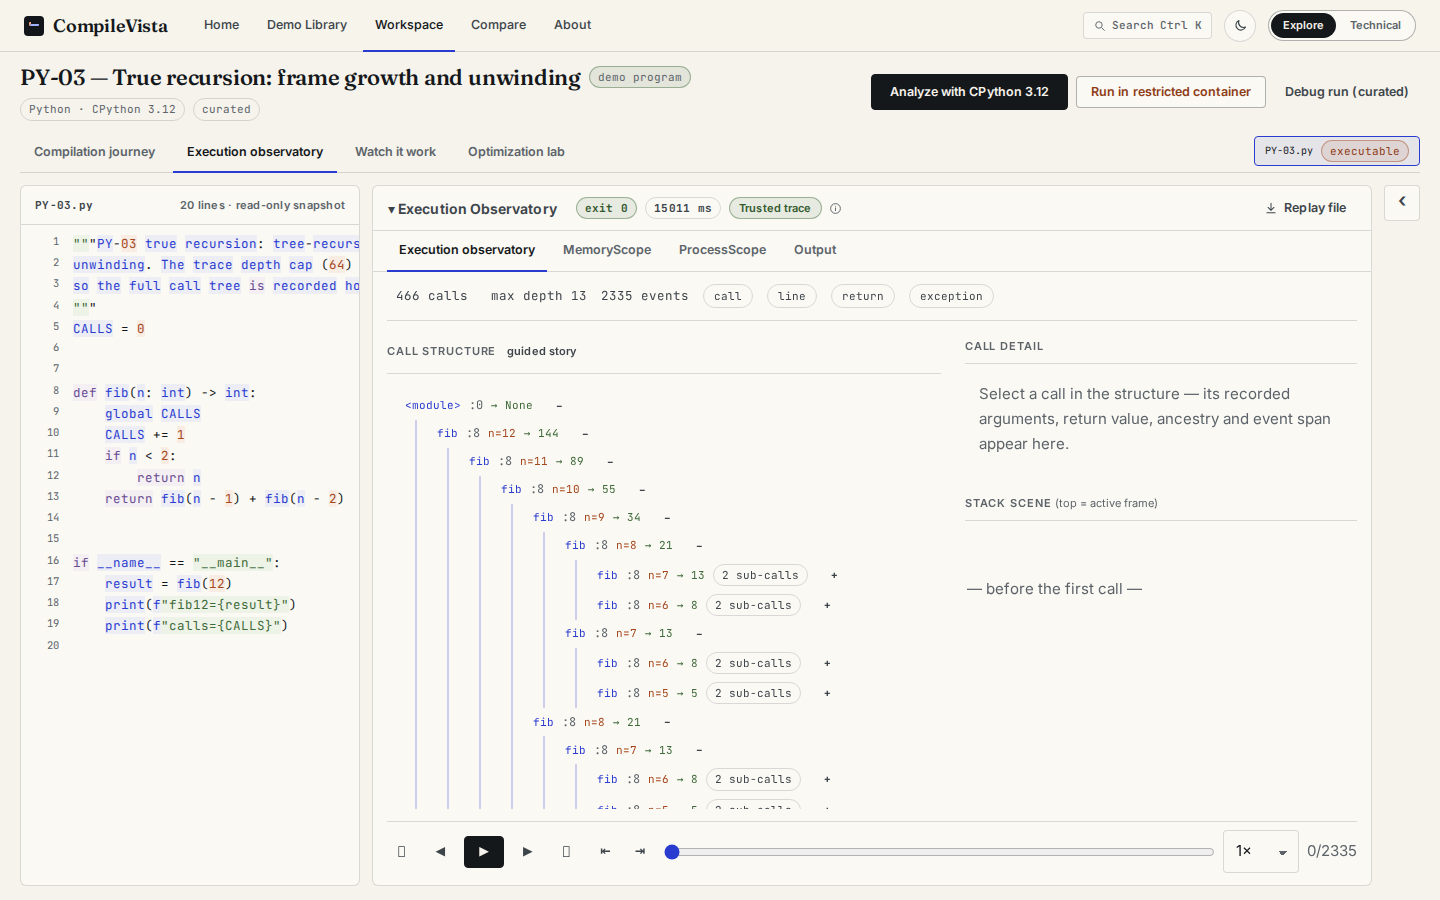 CompileVista Home Demo Library Workspace Compare About Search Ctrl K Explore Technical
PY-03 — True recursion: frame growth and unwinding demo program
Python · CPython 3.12 curated
Analyze with CPython 3.12 Run in restricted container Debug run (curated)
Compilation journey Execution observatory Watch it work Optimization lab PY-03.py executable
PY-03.py 20 lines · read-only snapshot
1 """PY-03 true recursion: tree-recurs
2 unwinding. The trace depth cap (64)
3 so the full call tree is recorded ho
4 """
5 CALLS = 0
6
7
8 def fib(n: int) -> int:
9 global CALLS
10 CALLS += 1
11 if n < 2:
12 return n
13 return fib(n - 1) + fib(n - 2)
14
15
16 if __name__ == "__main__":
17 result = fib(12)
18 print(f"fib12={result}")
19 print(f"calls={CALLS}")
20
▾ Execution Observatory exit 0 15011 ms Trusted trace Replay file
Execution observatory MemoryScope ProcessScope Output
466 calls max depth 13 2335 events call line return exception
CALL STRUCTURE guided story
<module> :0 → None –
fib :8 n=12 → 144 –
fib :8 n=11 → 89 –
fib :8 n=10 → 55 –
fib :8 n=9 → 34 –
fib :8 n=8 → 21 –
fib :8 n=7 → 13 2 sub-calls +
fib :8 n=6 → 8 2 sub-calls +
fib :8 n=7 → 13 –
fib :8 n=6 → 8 2 sub-calls +
fib :8 n=5 → 5 2 sub-calls +
fib :8 n=8 → 21 –
fib :8 n=7 → 13 –
fib :8 n=6 → 8 2 sub-calls +
fib :8 n=5 → 5 2 sub-calls +
CALL DETAIL
Select a call in the structure — its recorded
arguments, return value, ancestry and event span
appear here.
STACK SCENE (top = active frame)
— before the first call —
1× 0/2335